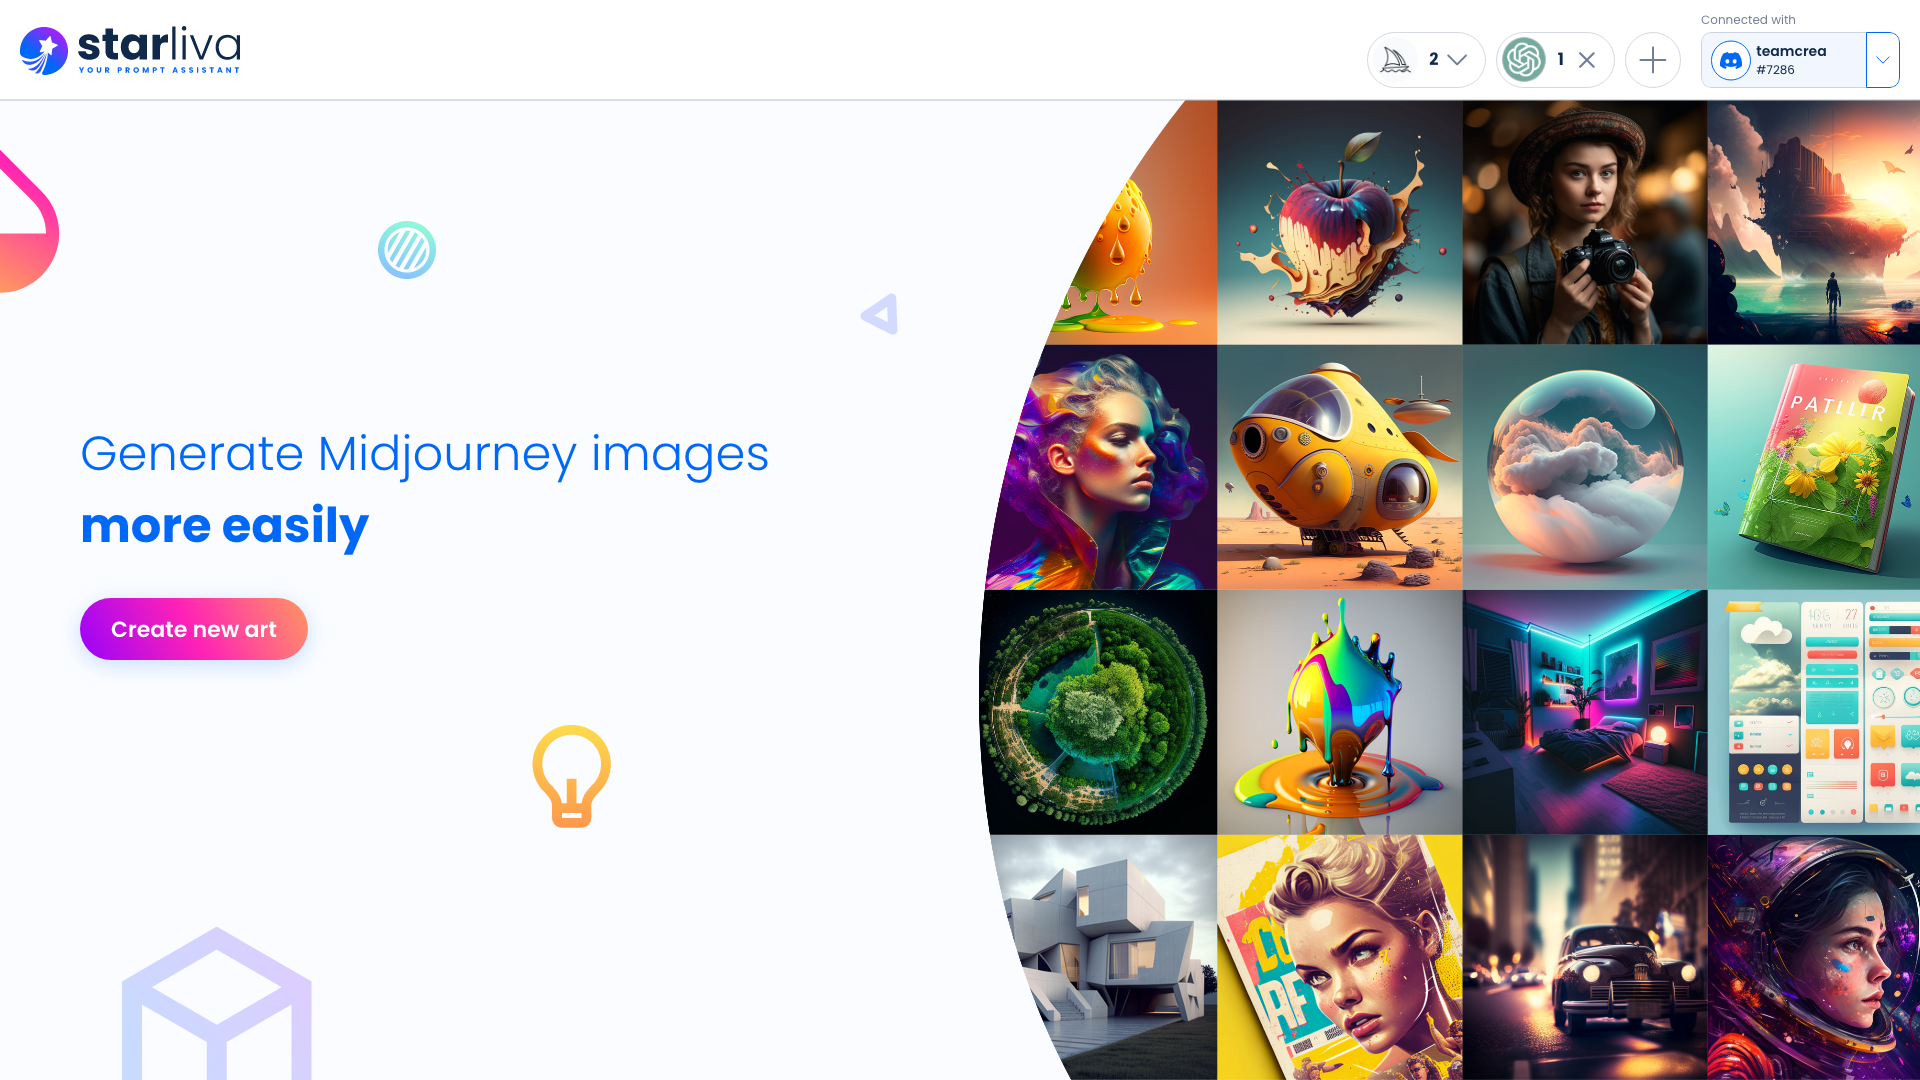 starliva
YOUR PROMPT ASSISTANT
2
1
Connected with
teamcrea
#7286
Generate Midjourney images
more easily
Create new art
PATLLIR
27